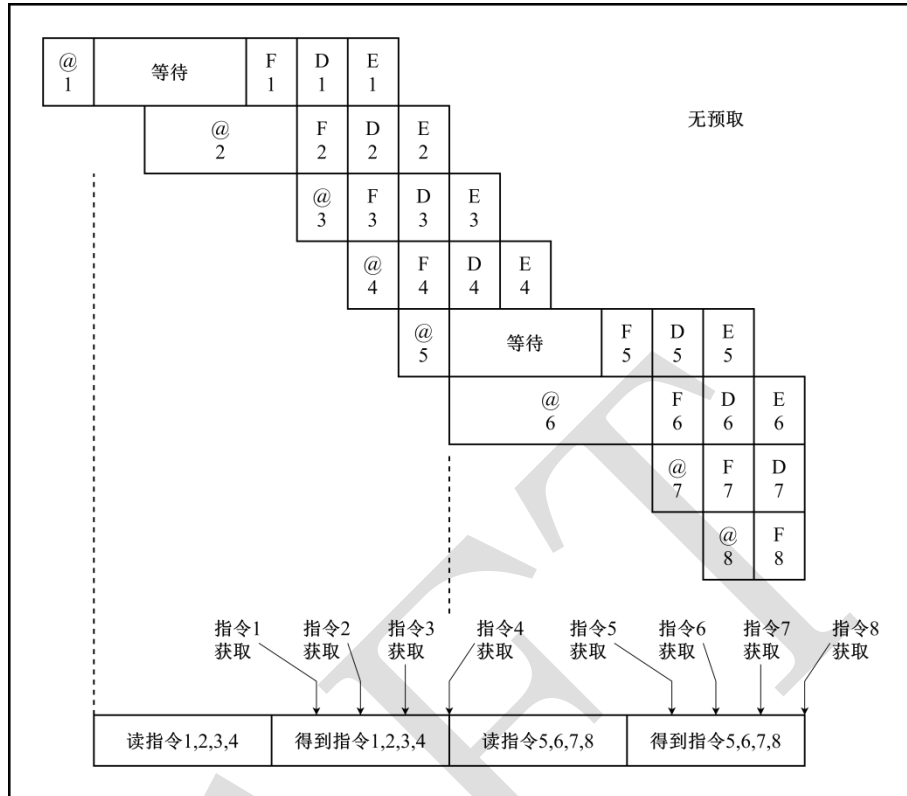 @ 1
等待
F 1
D 1
E 1
无预取
@ 2
F 2
D 2
E 2
@ 3
F 3
D 3
E 3
@ 4
F 4
D 4
E 4
@ 5
等待
F 5
D 5
E 5
@ 6
F 6
D 6
E 6
@ 7
F 7
D 7
@ 8
F 8
指令1
获取
指令2
获取
指令3
获取
指令4
获取
指令5
获取
指令6
获取
指令7
获取
指令8
获取
读指令1,2,3,4
得到指令1,2,3,4
读指令5,6,7,8
得到指令5,6,7,8